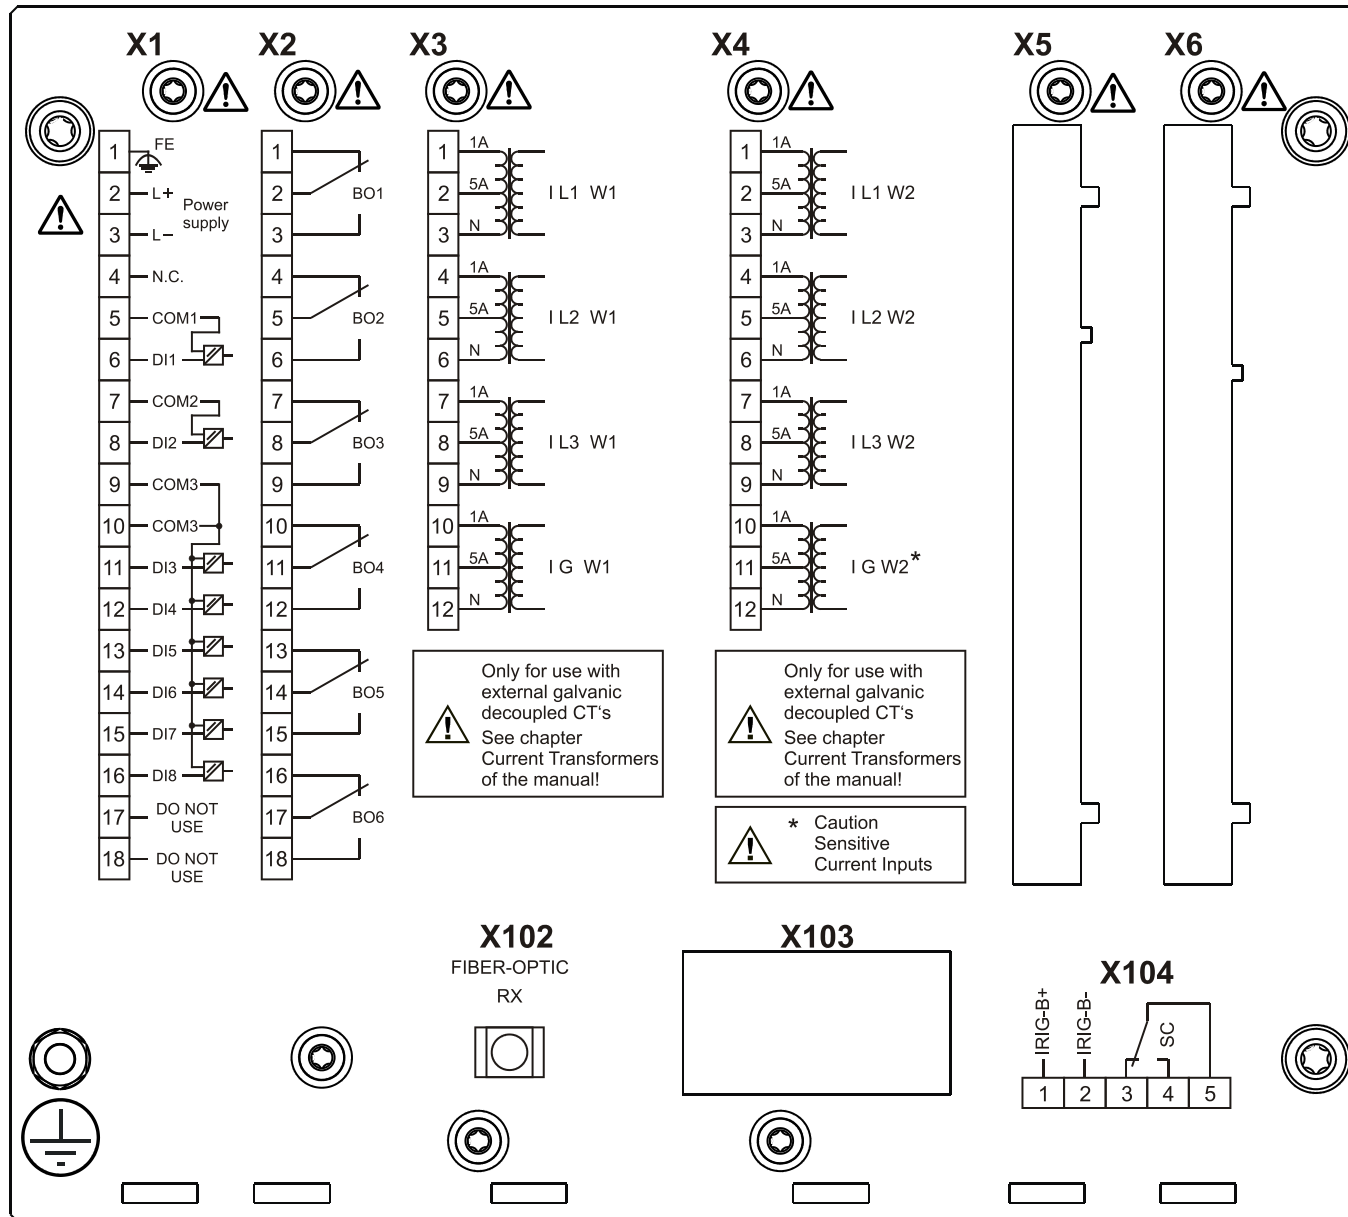 X1
X2
X3
X4
X5
X6
1
FE
2
L+
Power
supply
3
L–
4
N.C.
5
COM1
6
DI1
7
COM2
8
DI2
9
COM3
10
COM3
11
DI3
12
DI4
13
DI5
14
DI6
15
DI7
16
DI8
17
DO NOT
USE
18
DO NOT
USE
1
2
BO1
3
4
5
BO2
6
7
8
BO3
9
10
11
BO4
12
13
14
BO5
15
16
17
BO6
18
1
1A
2
5A
I L1 W1
3
N
4
1A
5
5A
I L2 W1
6
N
7
1A
8
5A
I L3 W1
9
N
10
1A
11
5A
I G W1
12
N
Only for use with
external galvanic
decoupled CT‘s
See chapter
Current Transformers
of the manual!
1
1A
2
5A
I L1 W2
3
N
4
1A
5
5A
I L2 W2
6
N
7
1A
8
5A
I L3 W2
9
N
10
1A
11
5A
I G W2*
12
N
Only for use with
external galvanic
decoupled CT‘s
See chapter
Current Transformers
of the manual!
* Caution
Sensitive
Current Inputs
X102
FIBER-OPTIC
RX
X103
X104
IRIG-B+
IRIG-B-
SC
1 2 3 4 5